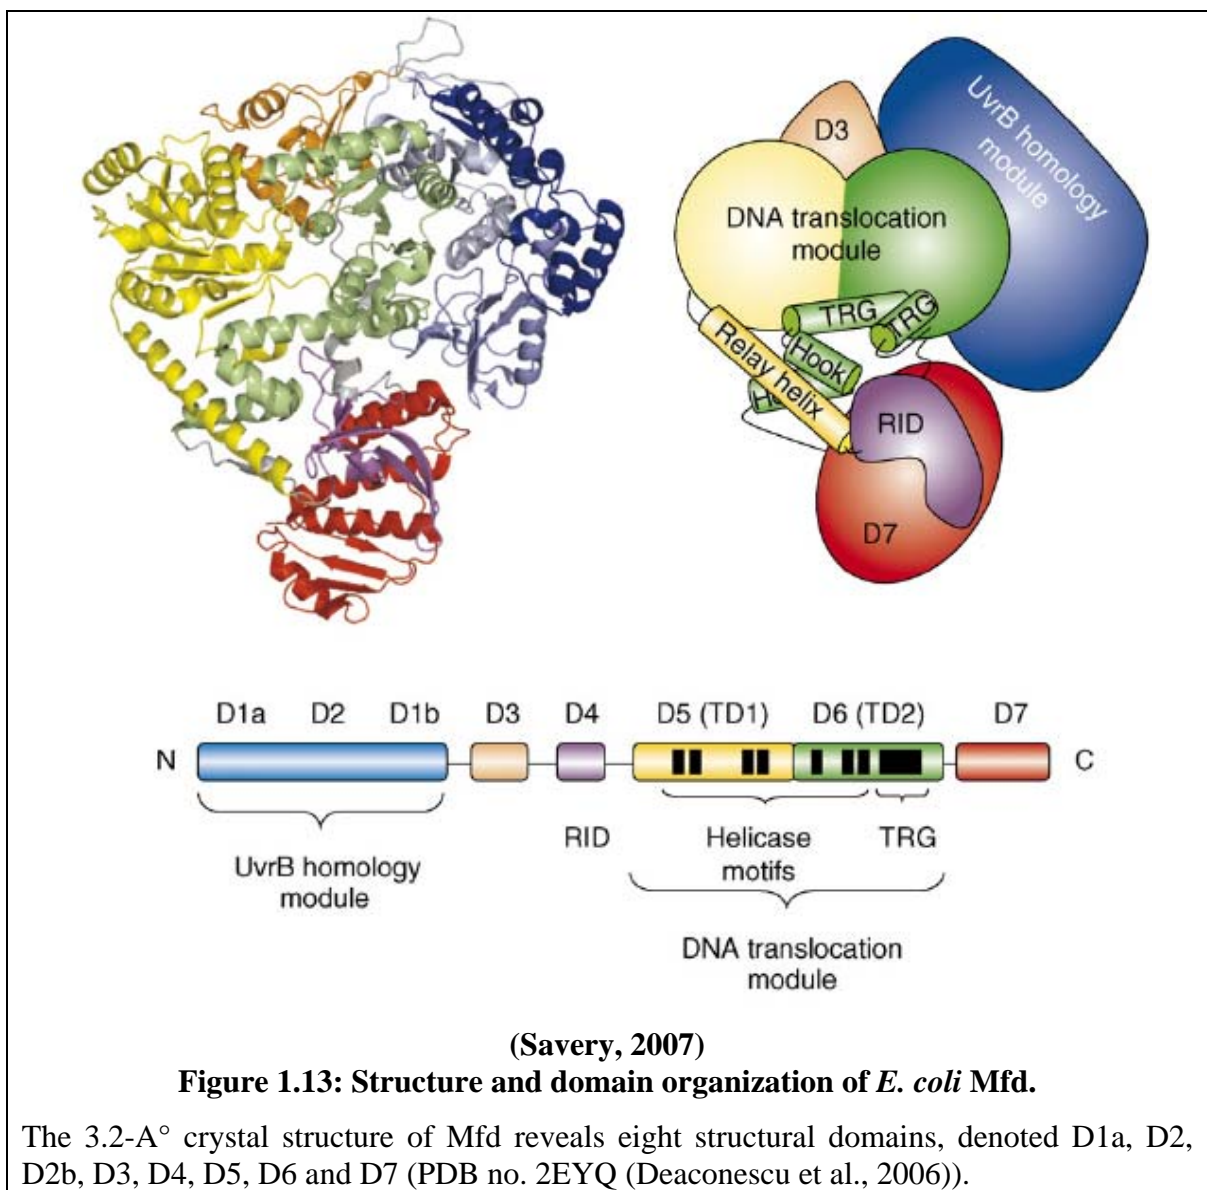 D3
UvrB homology
module
DNA translocation
module
TRG
TRG
Hook
Relay helix
RID
D7
D1a D2 D1b D3 D4 D5 (TD1) D6 (TD2) D7
N C
RID Helicase TRG
motifs
UvrB homology
module
DNA translocation
module
(Savery, 2007)
Figure 1.13: Structure and domain organization of E. coli Mfd.
The 3.2-A° crystal structure of Mfd reveals eight structural domains, denoted D1a, D2,
D2b, D3, D4, D5, D6 and D7 (PDB no. 2EYQ (Deaconescu et al., 2006)).